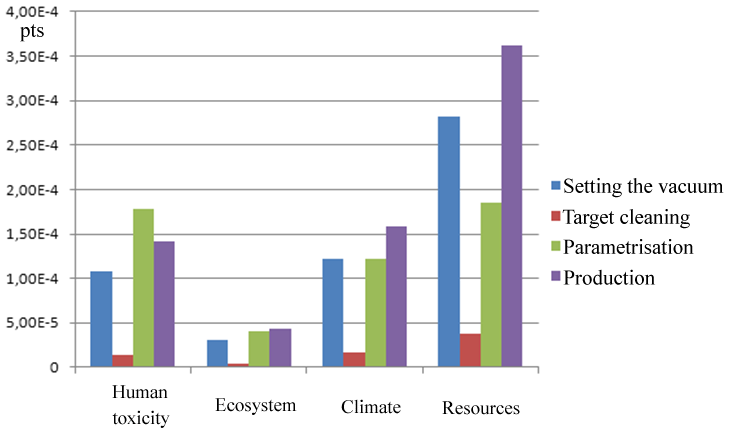 4,00E-4
pts
3,50E-4
3,00E-4
2,50E-4
2,00E-4
1,50E-4
1,00E-4
5,00E-5
0
Human
toxicity
Ecosystem
Climate
Resources
Setting the vacuum
Target cleaning
Parametrisation
Production